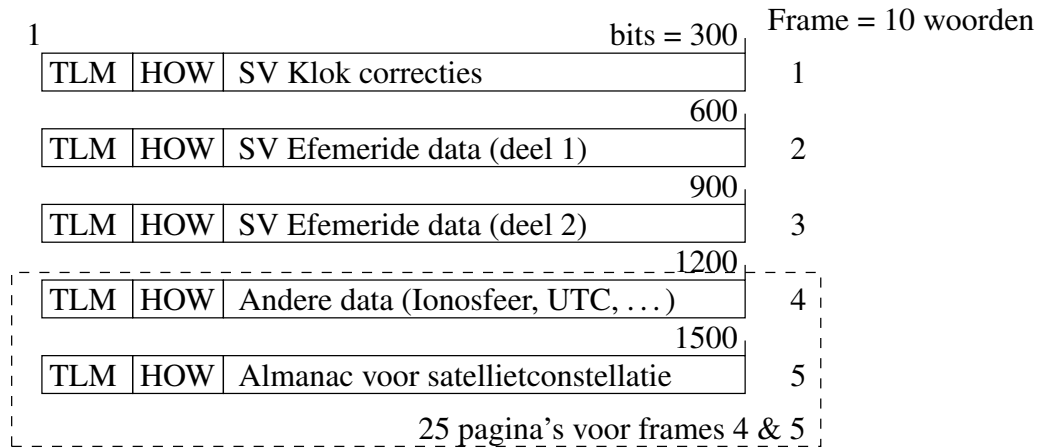 Frame = 10 woorden
1 bits = 300
TLM HOW SV Klok correcties 1
600
TLM HOW SV Efemeride data (deel 1) 2
900
TLM HOW SV Efemeride data (deel 2) 3
1200
TLM HOW Andere data (Ionosfeer, UTC, ...) 4
1500
TLM HOW Almanac voor satellietconstellatie 5
25 pagina's voor frames 4 & 5